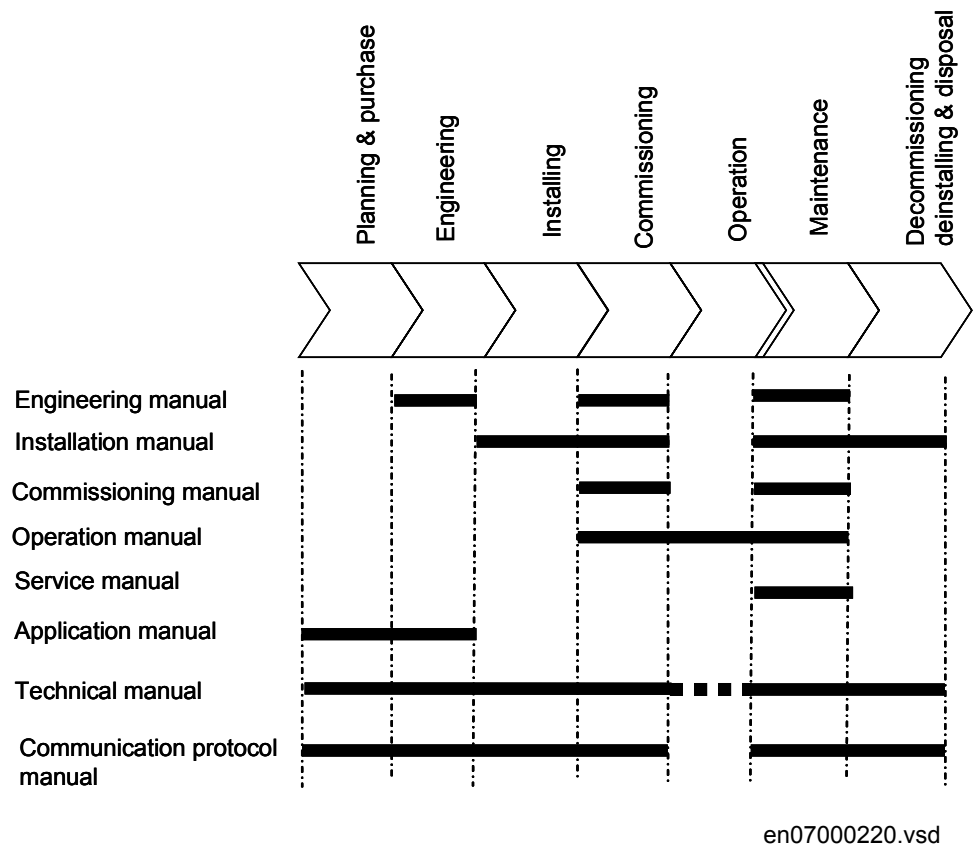 Planning & purchase
Engineering
Installing
Commissioning
Operation
Maintenance
Decommissioning
deinstalling & disposal
Engineering manual
Installation manual
Commissioning manual
Operation manual
Service manual
Application manual
Technical manual
Communication protocol
manual
en07000220.vsd